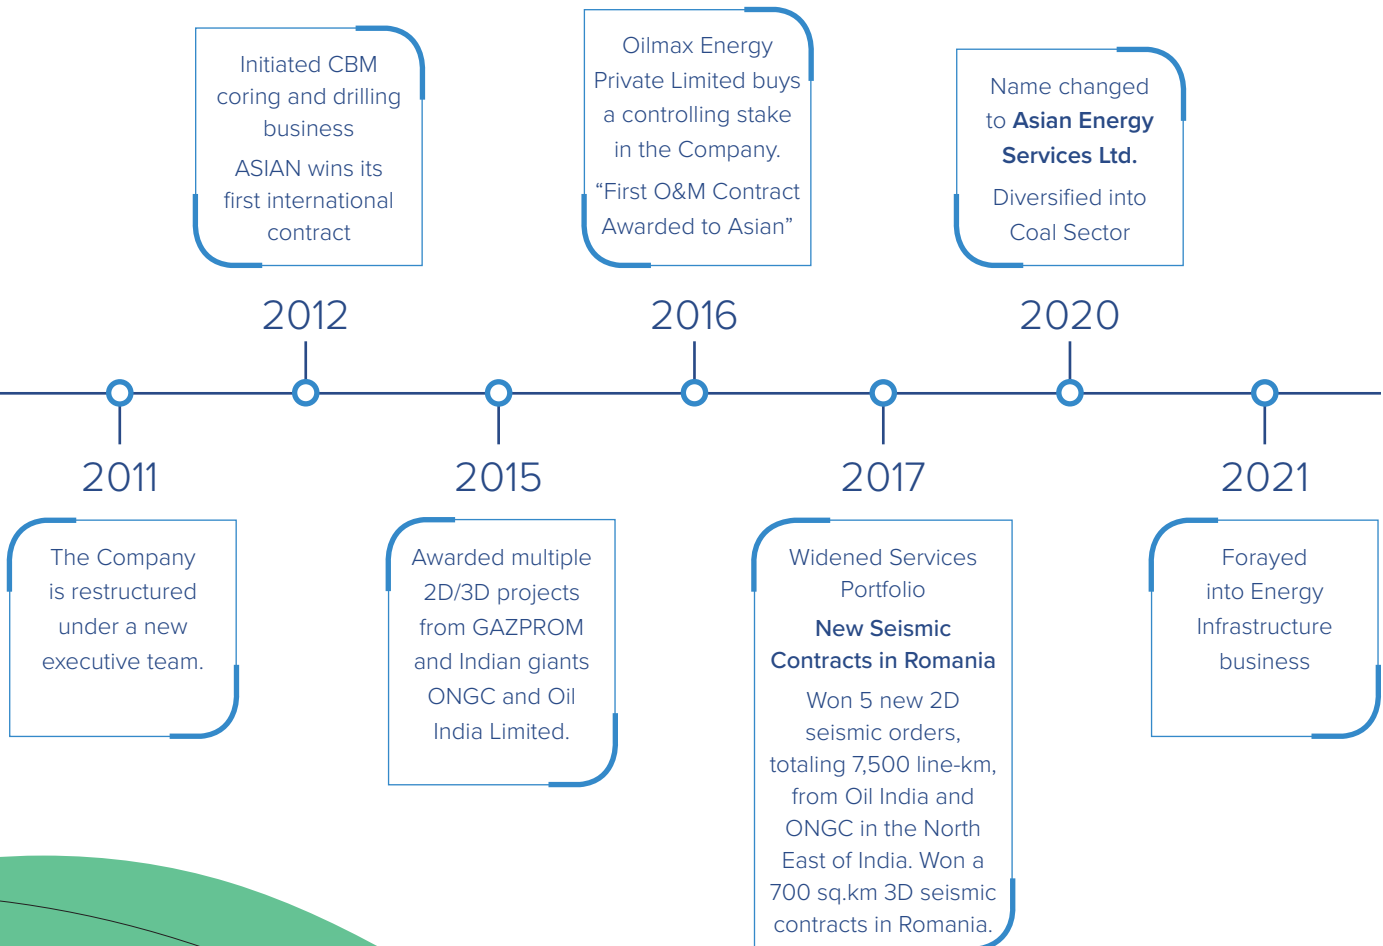 Initiated CBM
coring and drilling
business
ASIAN wins its
first international
contract
2012
Oilmax Energy
Private Limited buys
a controlling stake
in the Company.
“First O&M Contract
Awarded to Asian”
2016
Name changed
to Asian Energy
Services Ltd.
Diversified into
Coal Sector
2020
2011
The Company
is restructured
under a new
executive team.
2015
Awarded multiple
2D/3D projects
from GAZPROM
and Indian giants
ONGC and Oil
India Limited.
2017
Widened Services
Portfolio
New Seismic
Contracts in Romania
Won 5 new 2D
seismic orders,
totaling 7,500 line-km,
from Oil India and
ONGC in the North
East of India. Won a
700 sq.km 3D seismic
contracts in Romania.
2021
Forayed
into Energy
Infrastructure
business